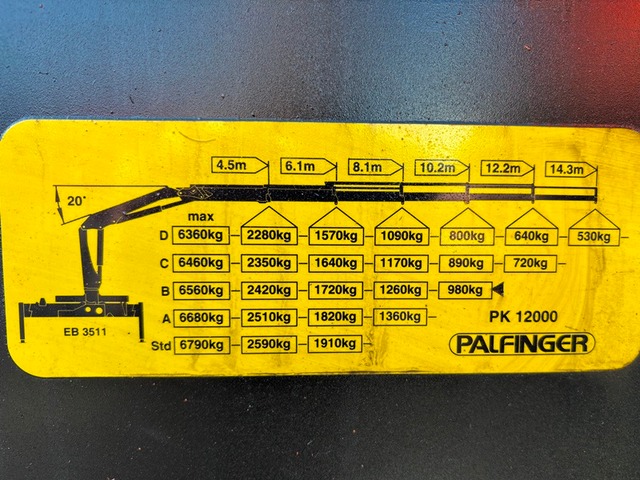 4.5m 6.1m 8.1m 10.2m 12.2m 14.3m
20°
max
D 6360kg 2280kg 1570kg 1090kg 800kg 640kg 530kg
C 6460kg 2350kg 1640kg 1170kg 890kg 720kg
B 6560kg 2420kg 1720kg 1260kg 980kg
A 6680kg 2510kg 1820kg 1360kg PK 12000
EB 3511
Std 6790kg 2590kg 1910kg PALFINGER